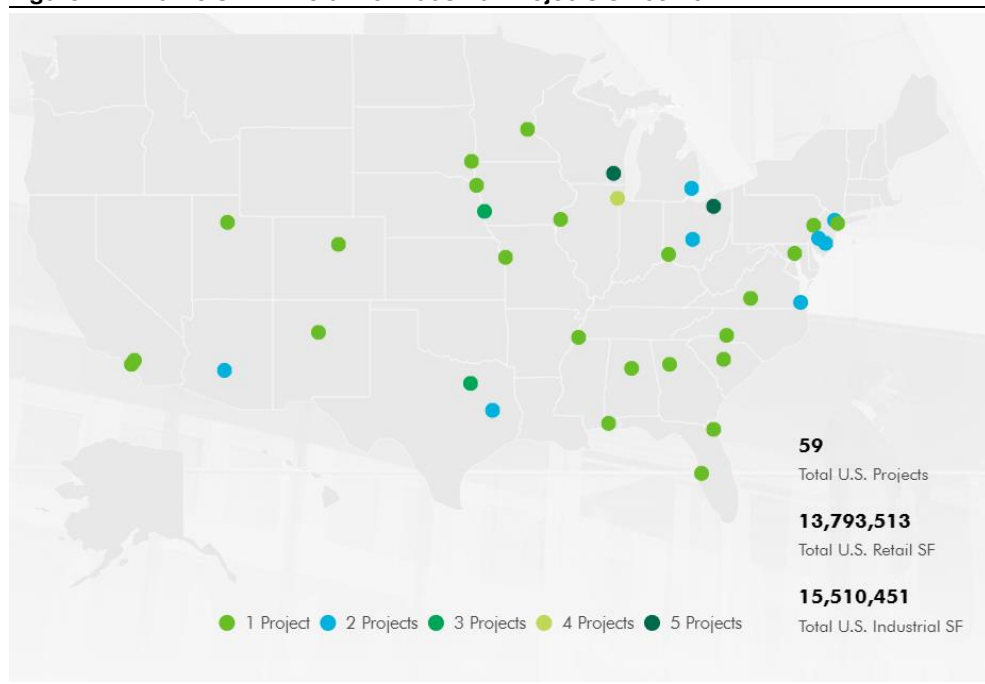 59
Total U.S. Projects
13,793,513
Total U.S. Retail SF
15,510,451
Total U.S. Industrial SF
1 Project 2 Projects 3 Projects 4 Projects 5 Projects